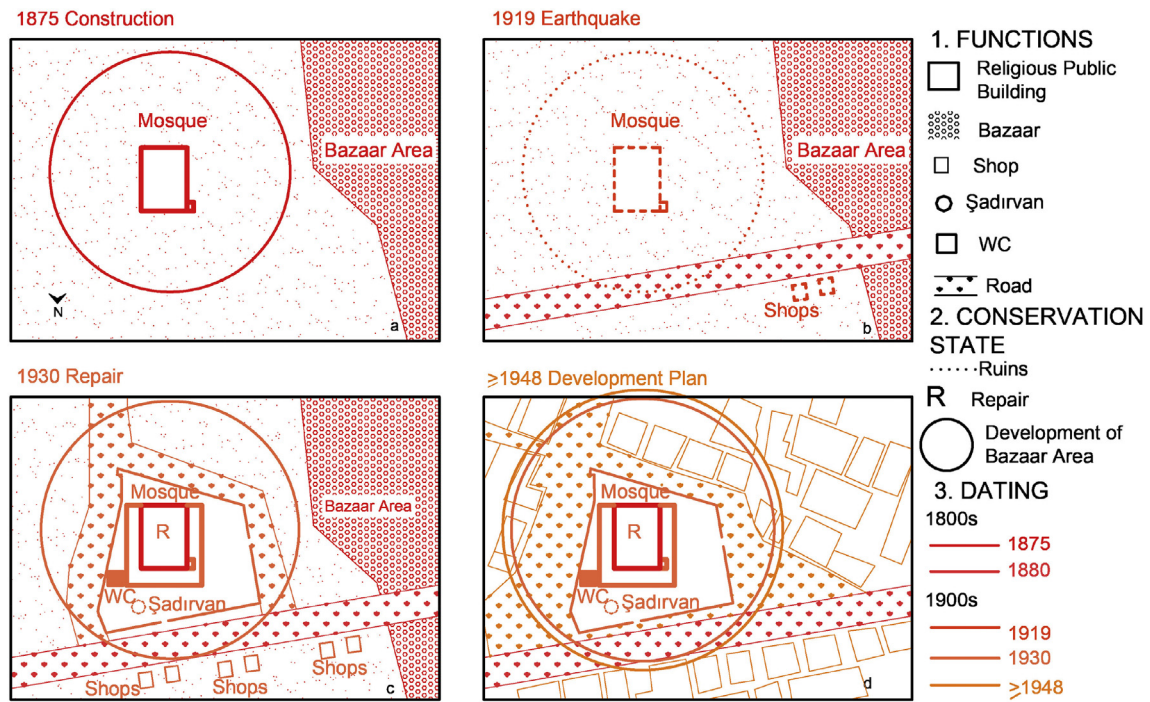 1875 Construction
Mosque
Bazaar Area
N
a
1919 Earthquake
Mosque
Bazaar Area
Shops
b
1930 Repair
Mosque
R
Bazaar Area
WC
Şadırvan
Shops
Shops
Shops
c
≥1948 Development Plan
Mosque
R
WC
Şadırvan
d
1. FUNCTIONS
Religious Public
Building
Bazaar
Shop
Şadırvan
WC
Road
2. CONSERVATION
STATE
Ruins
R Repair
Development of
Bazaar Area
3. DATING
1800s
1875
1880
1900s
1919
1930
≥1948